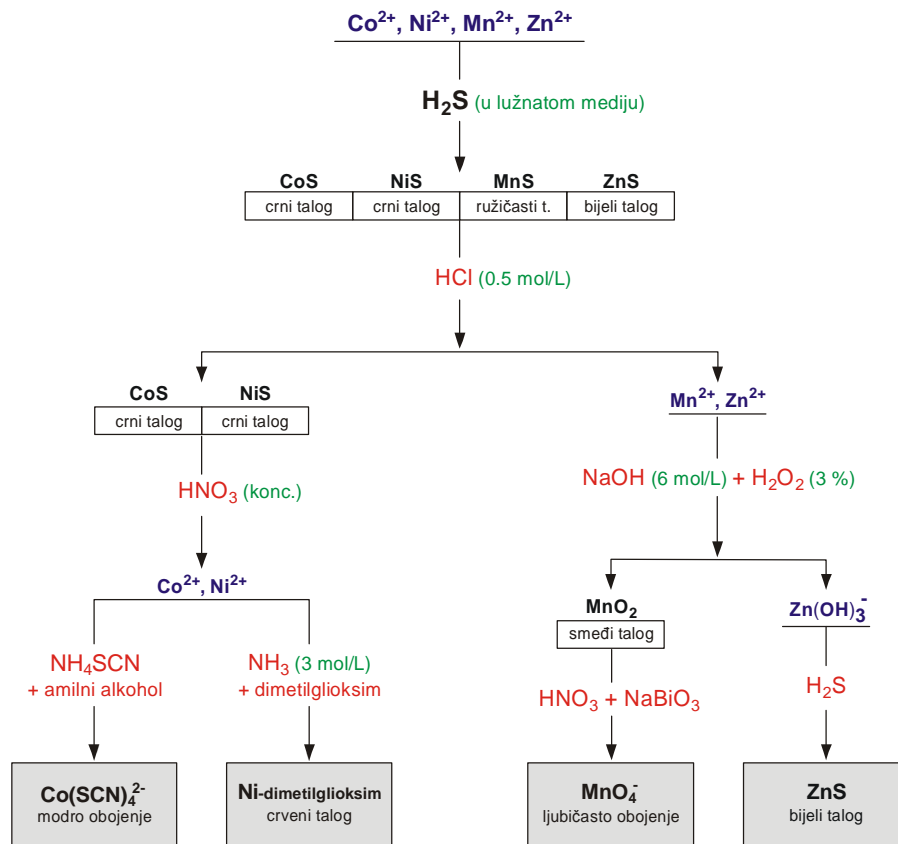 Co²⁺, Ni²⁺, Mn²⁺, Zn²⁺
H₂S (u lužnatom mediju)
CoS NiS MnS ZnS
crni talog crni talog ružičasti t. bijeli talog
HCl (0.5 mol/L)
CoS NiS
crni talog crni talog
Mn²⁺, Zn²⁺
HNO₃ (konc.)
NaOH (6 mol/L) + H₂O₂ (3 %)
Co²⁺, Ni²⁺
MnO₂
smeđi talog
Zn(OH)₃⁻
NH₄SCN
+ amilni alkohol
NH₃ (3 mol/L)
+ dimetilglioksim
HNO₃ + NaBiO₃
H₂S
Co(SCN)₄²⁻
modro obojenje
Ni-dimetilglioksim
crveni talog
MnO₄⁻
ljubičasto obojenje
ZnS
bijeli talog